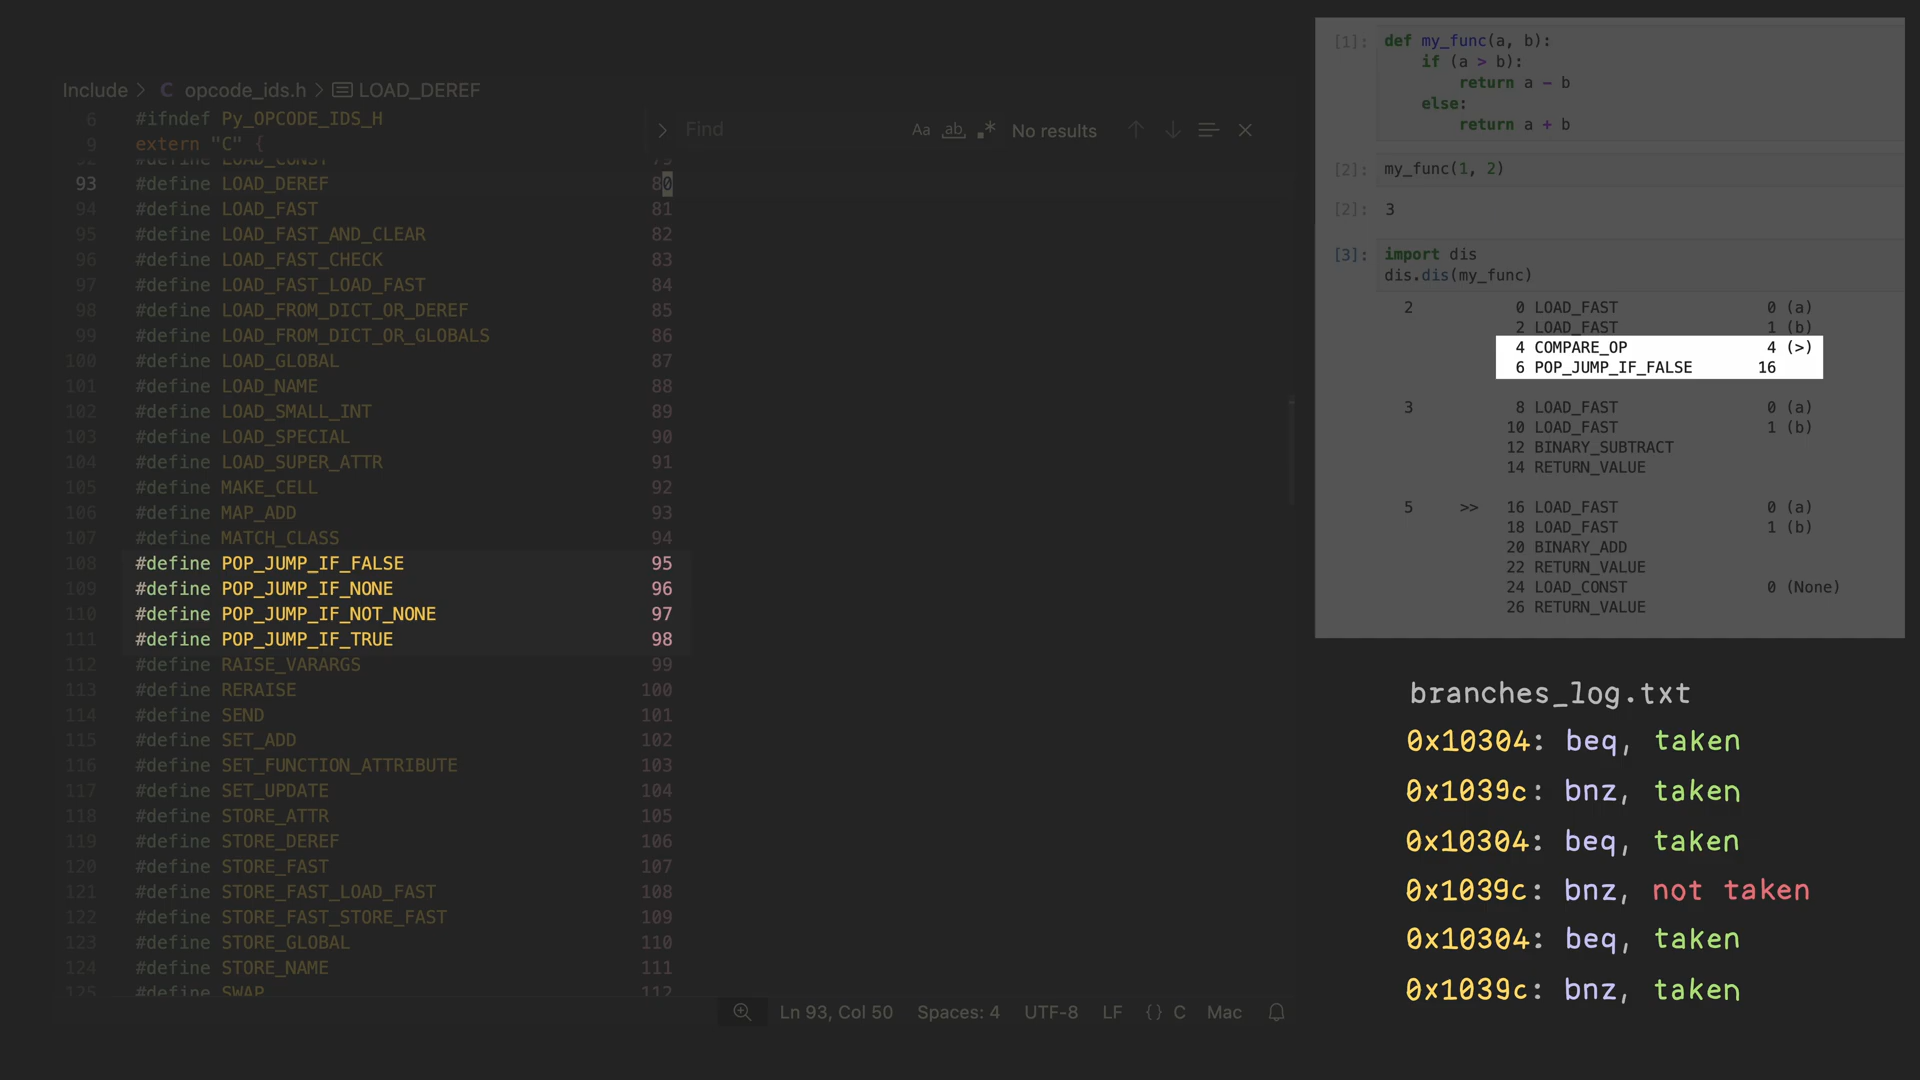 Include > C opcode_ids.h > LOAD_DEREF
6 #ifndef Py_OPCODE_IDS_H
9 extern "C" {
Find
Aa ab .* No results
92 #define LOAD_CONST 79
93 #define LOAD_DEREF 80
94 #define LOAD_FAST 81
95 #define LOAD_FAST_AND_CLEAR 82
96 #define LOAD_FAST_CHECK 83
97 #define LOAD_FAST_LOAD_FAST 84
98 #define LOAD_FROM_DICT_OR_DEREF 85
99 #define LOAD_FROM_DICT_OR_GLOBALS 86
100 #define LOAD_GLOBAL 87
101 #define LOAD_NAME 88
102 #define LOAD_SMALL_INT 89
103 #define LOAD_SPECIAL 90
104 #define LOAD_SUPER_ATTR 91
105 #define MAKE_CELL 92
106 #define MAP_ADD 93
107 #define MATCH_CLASS 94
108 #define POP_JUMP_IF_FALSE 95
109 #define POP_JUMP_IF_NONE 96
110 #define POP_JUMP_IF_NOT_NONE 97
111 #define POP_JUMP_IF_TRUE 98
112 #define RAISE_VARARGS 99
113 #define RERAISE 100
114 #define SEND 101
115 #define SET_ADD 102
116 #define SET_FUNCTION_ATTRIBUTE 103
117 #define SET_UPDATE 104
118 #define STORE_ATTR 105
119 #define STORE_DEREF 106
120 #define STORE_FAST 107
121 #define STORE_FAST_LOAD_FAST 108
122 #define STORE_FAST_STORE_FAST 109
123 #define STORE_GLOBAL 110
124 #define STORE_NAME 111
125 #define SWAP 112
Ln 93, Col 50 Spaces: 4 UTF-8 LF {} C Mac
[1]: def my_func(a, b):
if (a > b):
return a - b
else:
return a + b
[2]: my_func(1, 2)
[2]: 3
[3]: import dis
dis.dis(my_func)
2 0 LOAD_FAST 0 (a)
2 LOAD_FAST 1 (b)
4 COMPARE_OP 4 (>)
6 POP_JUMP_IF_FALSE 16
3 8 LOAD_FAST 0 (a)
10 LOAD_FAST 1 (b)
12 BINARY_SUBTRACT
14 RETURN_VALUE
5 >> 16 LOAD_FAST 0 (a)
18 LOAD_FAST 1 (b)
20 BINARY_ADD
22 RETURN_VALUE
24 LOAD_CONST 0 (None)
26 RETURN_VALUE
branches_log.txt
0x10304: beq, taken
0x1039c: bnz, taken
0x10304: beq, taken
0x1039c: bnz, not taken
0x10304: beq, taken
0x1039c: bnz, taken